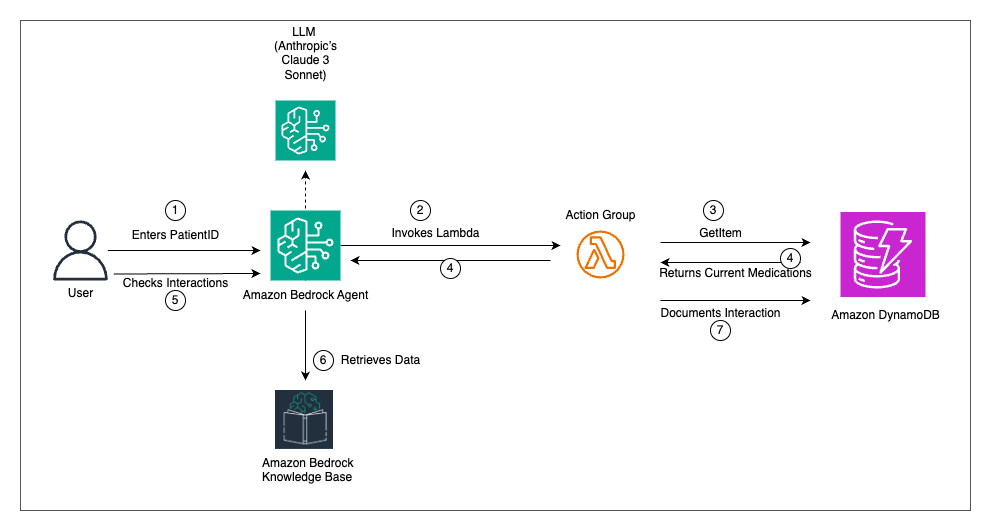 LLM
(Anthropic's
Claude 3
Sonnet)
1
Enters PatientID
2
Invokes Lambda
Action Group
3
GetItem
User
Checks Interactions
5
Amazon Bedrock Agent
4
4
Returns Current Medications
Documents Interaction
7
Amazon DynamoDB
6
Retrieves Data
Amazon Bedrock
Knowledge Base